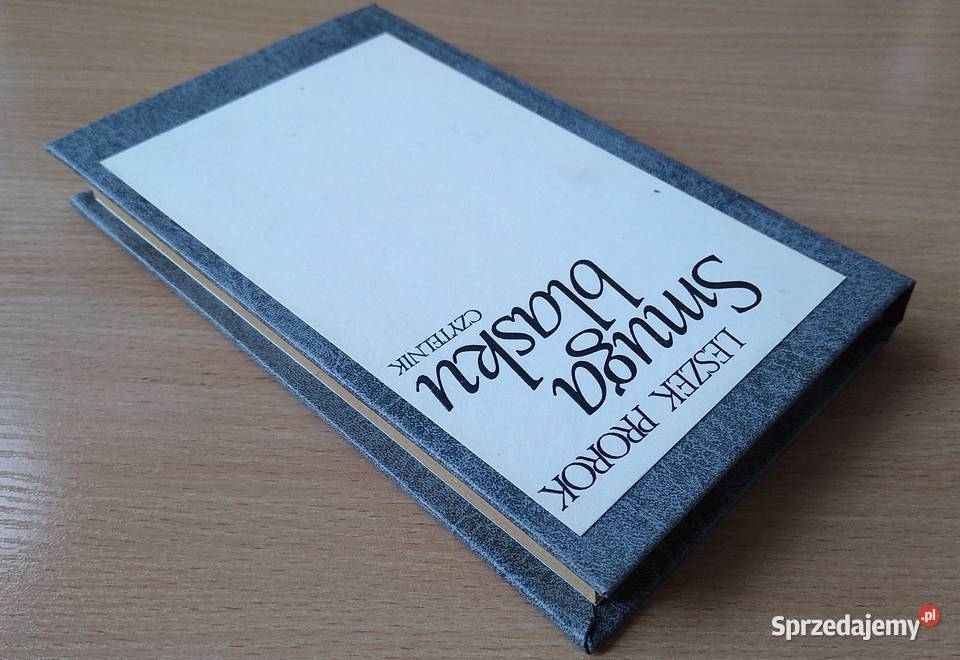 LESZEK PROROK
Smuga
blasku
CZYTELNIK
Sprzedajemy.pl